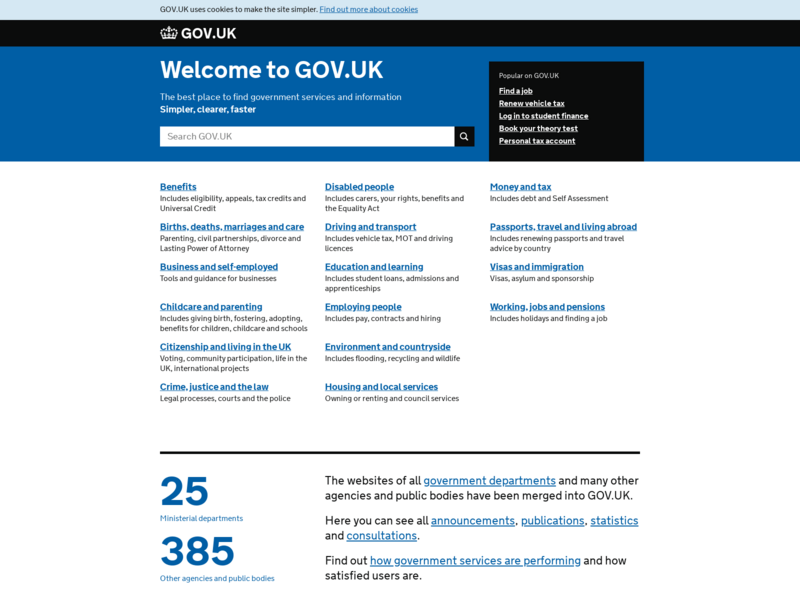 GOV.UK uses cookies to make the site simpler. Find out more about cookies
GOV.UK
Welcome to GOV.UK
The best place to find government services and information
Simpler, clearer, faster
Search GOV.UK
Popular on GOV.UK
Find a job
Renew vehicle tax
Log in to student finance
Book your theory test
Personal tax account
Benefits
Includes eligibility, appeals, tax credits and
Universal Credit
Births, deaths, marriages and care
Parenting, civil partnerships, divorce and
Lasting Power of Attorney
Business and self-employed
Tools and guidance for businesses
Childcare and parenting
Includes giving birth, fostering, adopting,
benefits for children, childcare and schools
Citizenship and living in the UK
Voting, community participation, life in the
UK, international projects
Crime, justice and the law
Legal processes, courts and the police
Disabled people
Includes carers, your rights, benefits and
the Equality Act
Driving and transport
Includes vehicle tax, MOT and driving
licences
Education and learning
Includes student loans, admissions and
apprenticeships
Employing people
Includes pay, contracts and hiring
Environment and countryside
Includes flooding, recycling and wildlife
Housing and local services
Owning or renting and council services
Money and tax
Includes debt and Self Assessment
Passports, travel and living abroad
Includes renewing passports and travel
advice by country
Visas and immigration
Visas, asylum and sponsorship
Working, jobs and pensions
Includes holidays and finding a job
25
Ministerial departments
385
Other agencies and public bodies
The websites of all government departments and many other
agencies and public bodies have been merged into GOV.UK.
Here you can see all announcements, publications, statistics
and consultations.
Find out how government services are performing and how
satisfied users are.